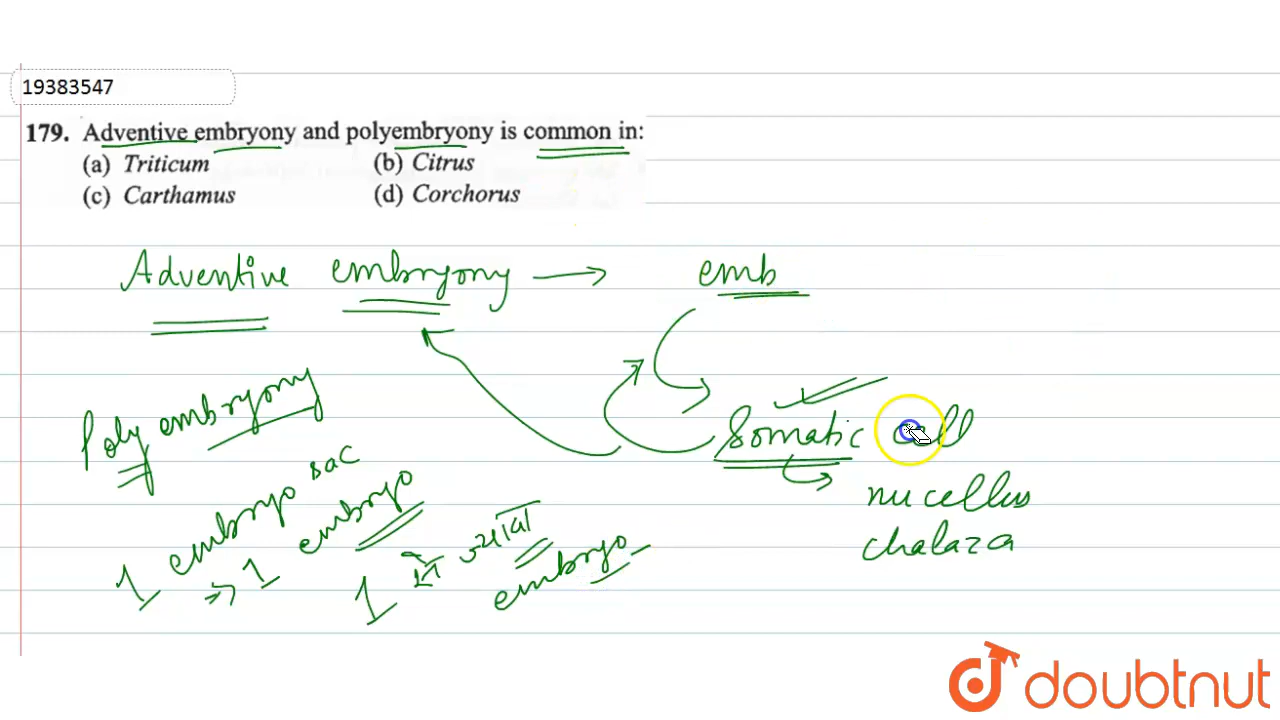 19383547
179. Adventive embryony and polyembryony is common in:
(a) Triticum (b) Citrus
(c) Carthamus (d) Corchorus
Adventive embryony → emb
Somatic cell
nucellus
chalaza
Poly embryony
1 embryo sac
⇒ 1 embryo
1
embryo
doubtnut